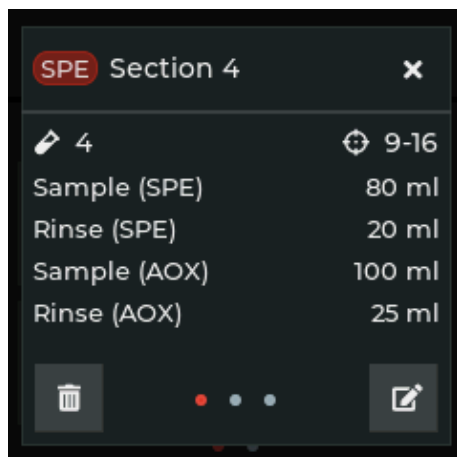 SPE Section 4
4 9-16
Sample (SPE) 80 ml
Rinse (SPE) 20 ml
Sample (AOX) 100 ml
Rinse (AOX) 25 ml